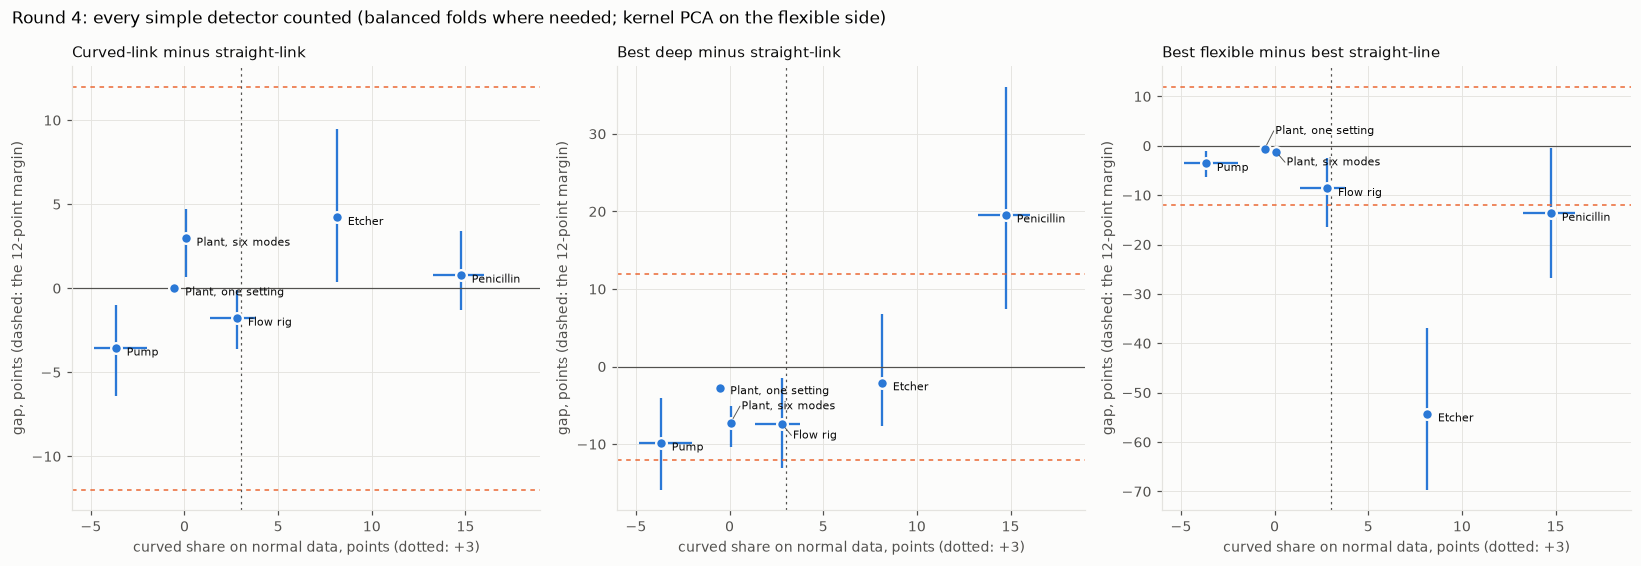 Round 4: every simple detector counted (balanced folds where needed; kernel PCA on the flexible side)
Curved-link minus straight-link
gap, points (dashed: the 12-point margin)
10
5
0
−5
−10
Etcher
Plant, six modes
Penicillin
Plant, one setting
Flow rig
Pump
−5
0
5
10
15
curved share on normal data, points (dotted: +3)
Best deep minus straight-link
gap, points (dashed: the 12-point margin)
30
20
10
0
−10
Penicillin
Etcher
Plant, one setting
Plant, six modes
Flow rig
Pump
−5
0
5
10
15
curved share on normal data, points (dotted: +3)
Best flexible minus best straight-line
gap, points (dashed: the 12-point margin)
10
0
−10
−20
−30
−40
−50
−60
−70
Plant, one setting
Plant, six modes
Pump
Flow rig
Penicillin
Etcher
−5
0
5
10
15
curved share on normal data, points (dotted: +3)